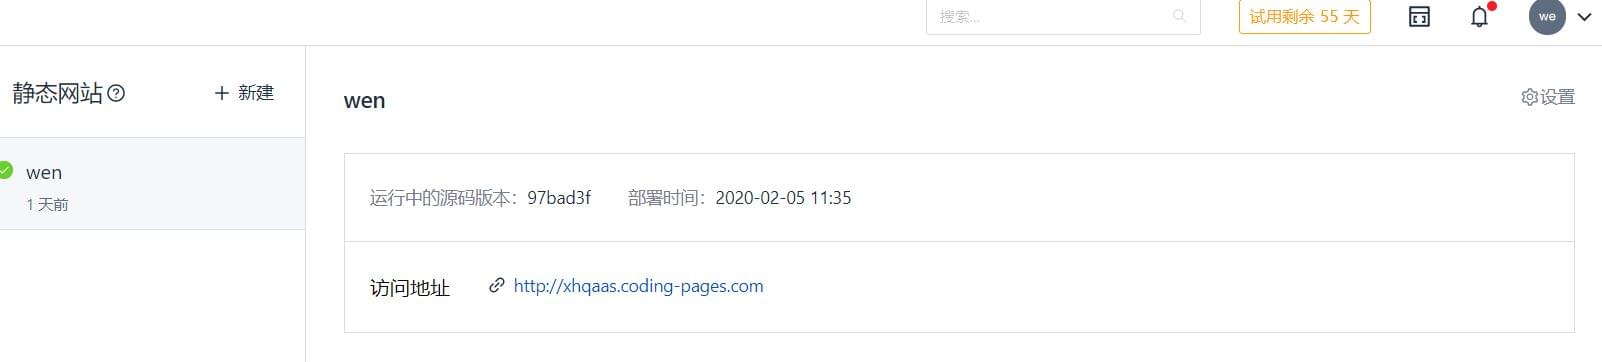 搜索...
试用剩余 55 天
we
静态网站
+ 新建
wen
设置
wen
1 天前
运行中的源码版本：97bad3f 部署时间：2020-02-05 11:35
访问地址 http://xhqaas.coding-pages.com